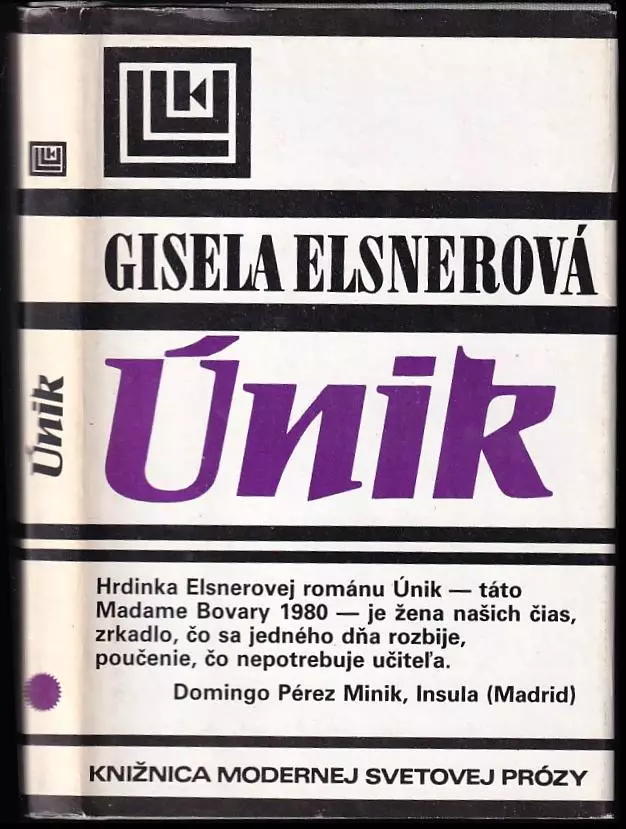 GISELA ELSNEROVÁ
Únik
Únik
Hrdinka Elsnerovej románu Únik — táto
Madame Bovary 1980 — je žena našich čias,
zrkadlo, čo sa jedného dňa rozbije,
poučenie, čo nepotrebuje učiteľa.
Domingo Pérez Minik, Insula (Madrid)
KNIŽNICA MODERNEJ SVETOVEJ PRÓZY